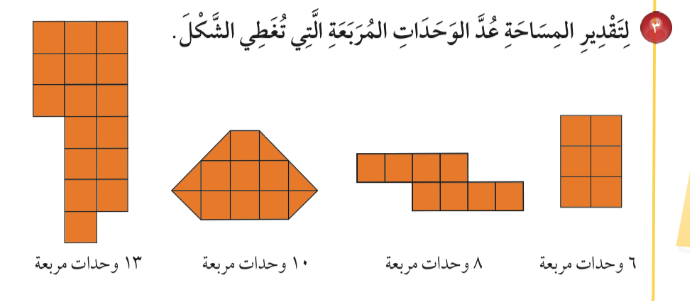 ٣ لِتَقْدِيرِ المِسَاحَةِ عُدَّ الوَحَدَاتِ المُرَبَعَةِ الَّتِي تُغَطِي الشَّكْلَ.
٦ وحدات مربعة
٨ وحدات مربعة
١٠ وحدات مربعة
١٣ وحدات مربعة